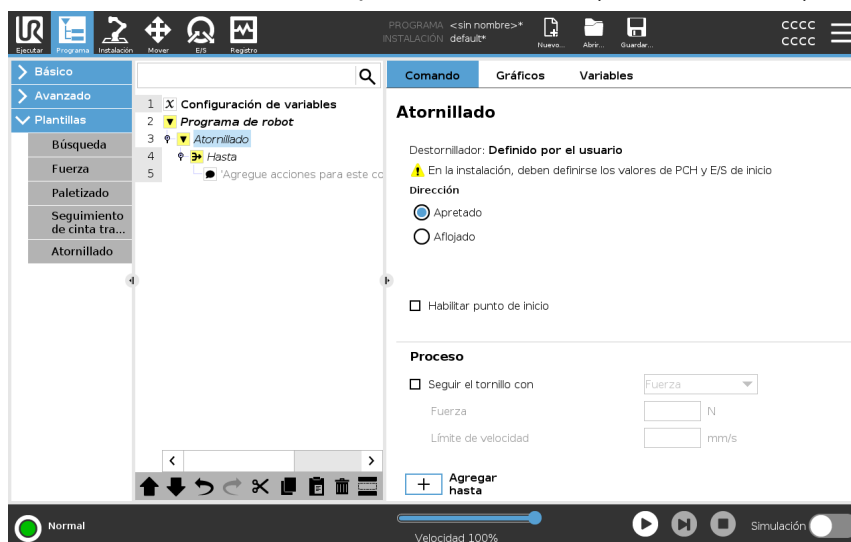 PROGRAMA <sin nombre>*
INSTALACIÓN default*
CCCC
CCCC
Ejecutar Programa Instalación Mover E/S Registro Nuevo... Abrir... Guardar...
Básico
Avanzado
Plantillas
Búsqueda
Fuerza
Paletizado
Seguimiento
de cinta tra...
Atornillado
1 X Configuración de variables
2 Programa de robot
3 Atornillado
4 Hasta
5 'Agregue acciones para este co
Comando Gráficos Variables
Atornillado
Destornillador: Definido por el usuario
En la instalación, deben definirse los valores de PCH y E/S de inicio
Dirección
Apretado
Aflojado
Habilitar punto de inicio
Proceso
Seguir el tornillo con Fuerza
Fuerza N
Límite de velocidad mm/s
+ Agregar
hasta
Normal
Velocidad 100%
Simulación